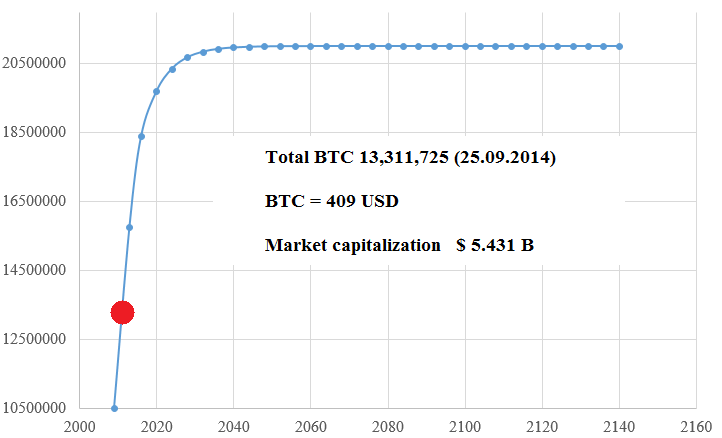 20500000
18500000
Total BTC 13,311,725 (25.09.2014)
BTC = 409 USD
16500000
Market capitalization $ 5.431 B
14500000
12500000
10500000
2000 2020 2040 2060 2080 2100 2120 2140 2160